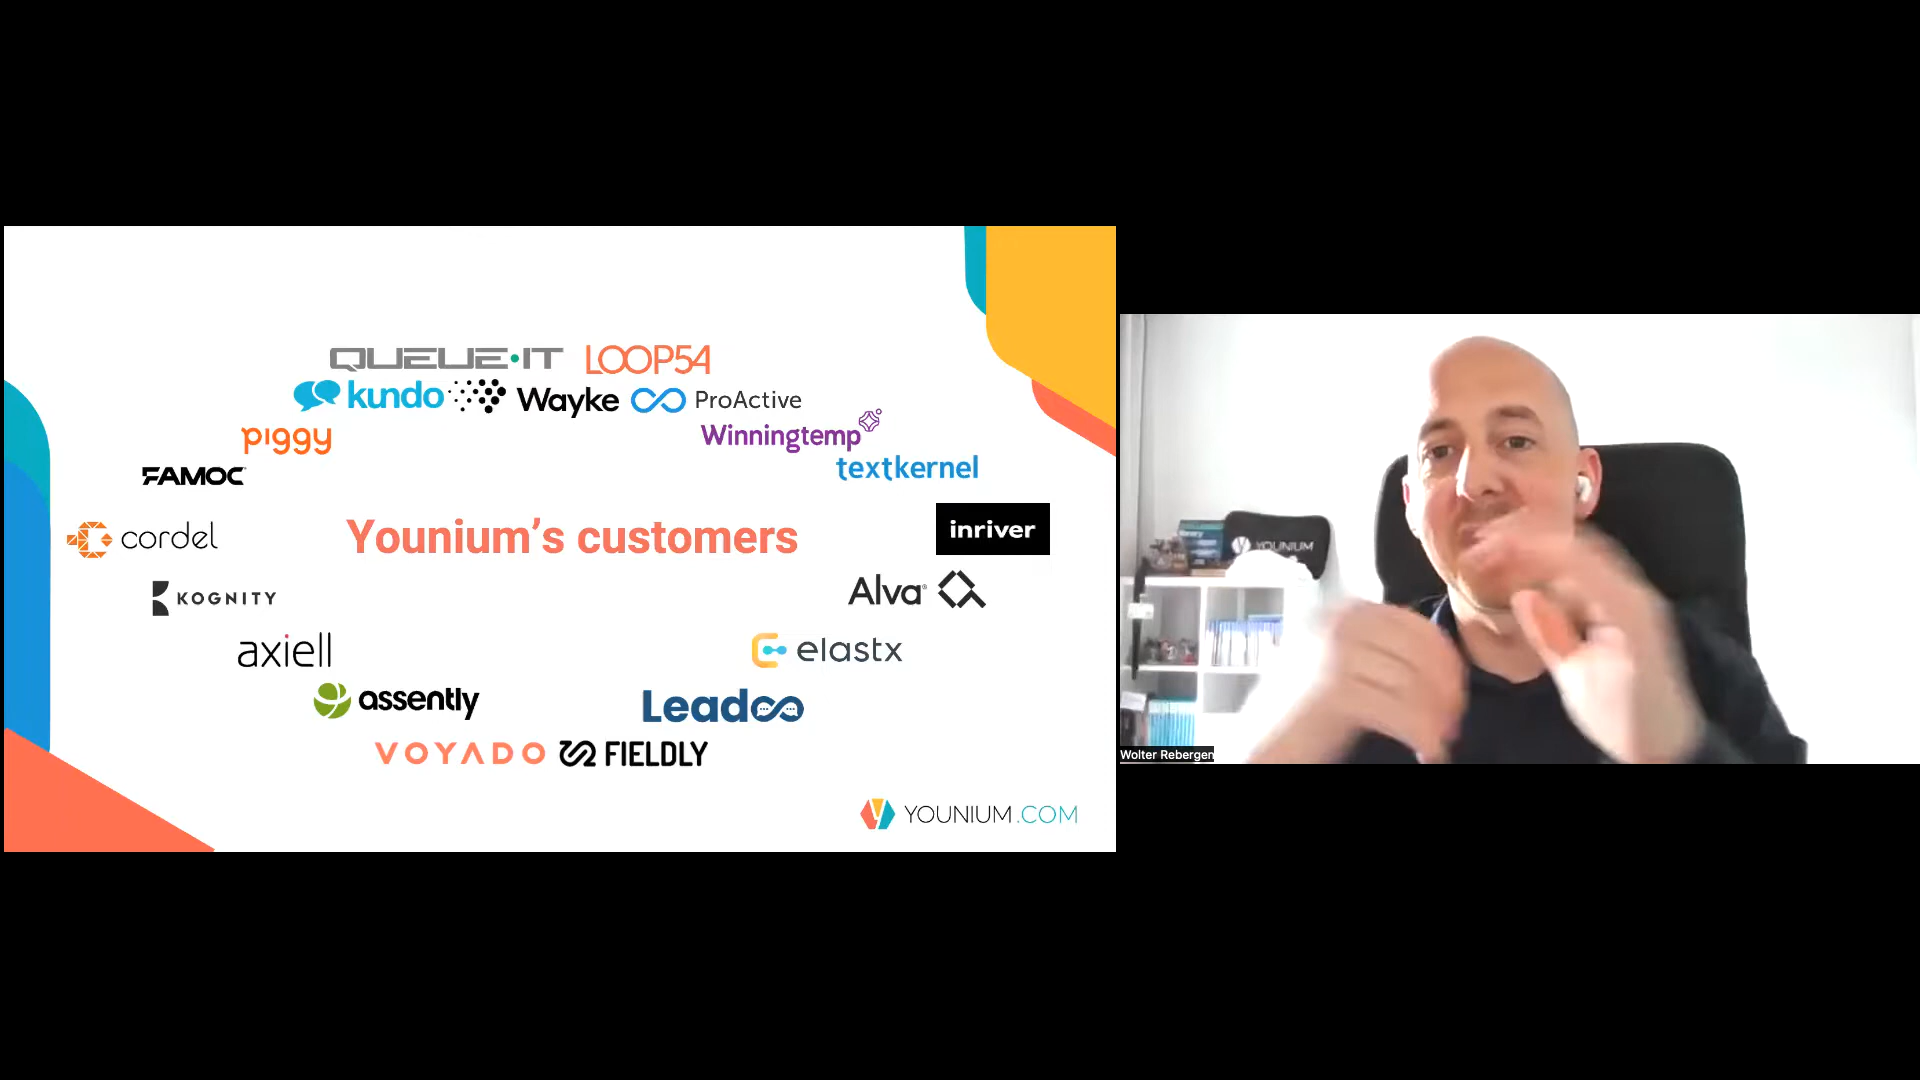 QUEUE-IT LOOP54
kundo Wayke ProActive
piggy Winningtemp
FAMOC textkernel
cordel Younium's customers inriver
KOGNITY Alva
axiell elastx
assently Leadoo
VOYADO FIELDLY
YOUNIUM.COM
YOUNIUM
Wolter Rebergen